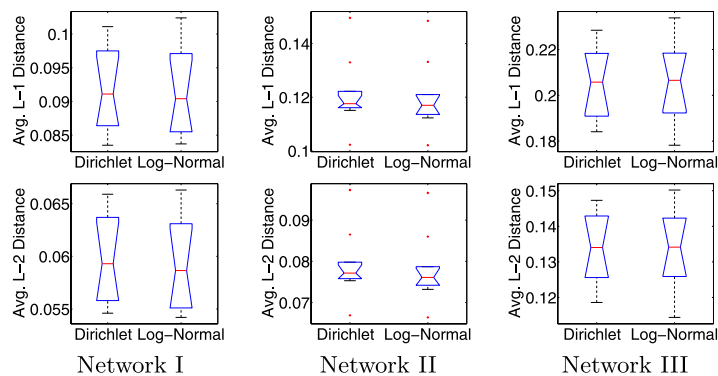 Avg. L−1 Distance
0.1
0.095
0.09
0.085
Dirichlet Log−Normal
Avg. L−1 Distance
0.14
0.12
0.1
Dirichlet Log−Normal
Avg. L−1 Distance
0.22
0.2
0.18
Dirichlet Log−Normal
Avg. L−2 Distance
0.065
0.06
0.055
Dirichlet Log−Normal
Network I
Avg. L−2 Distance
0.09
0.08
0.07
Dirichlet Log−Normal
Network II
Avg. L−2 Distance
0.15
0.14
0.13
0.12
Dirichlet Log−Normal
Network III